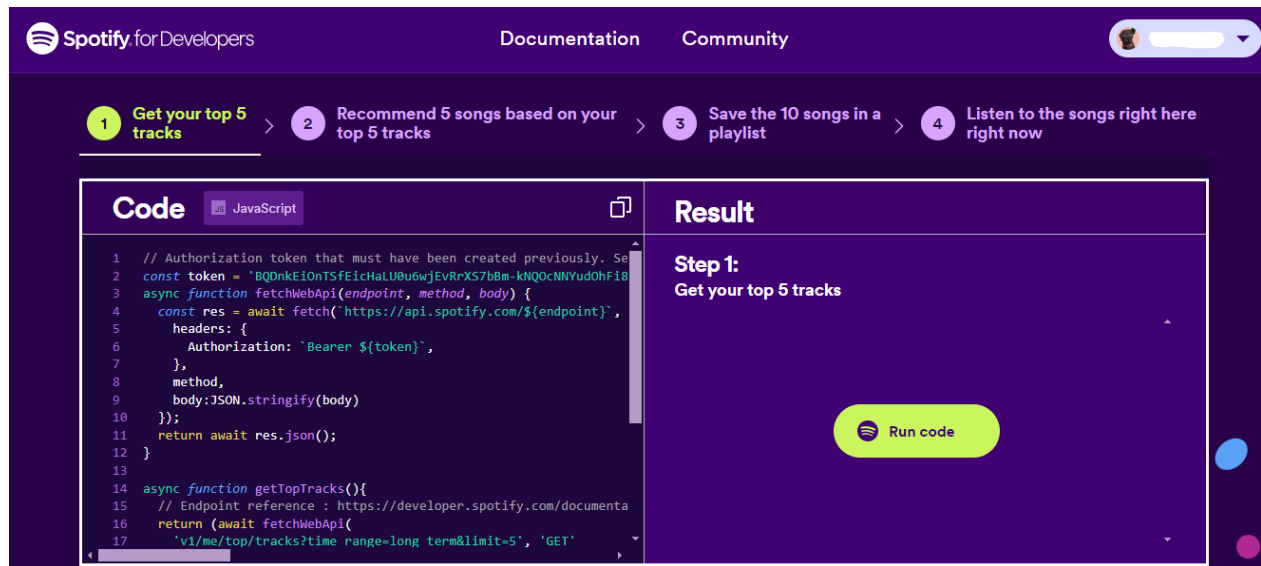 Spotify for Developers
Documentation
Community
1
Get your top 5
tracks
2
Recommend 5 songs based on your
top 5 tracks
3
Save the 10 songs in a
playlist
4
Listen to the songs right here
right now
Code
JS JavaScript
1 // Authorization token that must have been created previously. Se
2 const token = 'BQDnkEiOnTSfEicHaLU0u6wjEvRrXS7bBm-kNQOcNNYudOhFi8
3 async function fetchWebApi(endpoint, method, body) {
4 const res = await fetch(`https://api.spotify.com/${endpoint}`,
5 headers: {
6 Authorization: `Bearer ${token}`,
7 },
8 method,
9 body:JSON.stringify(body)
10 });
11 return await res.json();
12 }
13
14 async function getTopTracks(){
15 // Endpoint reference : https://developer.spotify.com/documenta
16 return (await fetchWebApi(
17 'v1/me/top/tracks?time_range=long_term&limit=5', 'GET'
Result
Step 1:
Get your top 5 tracks
Run code